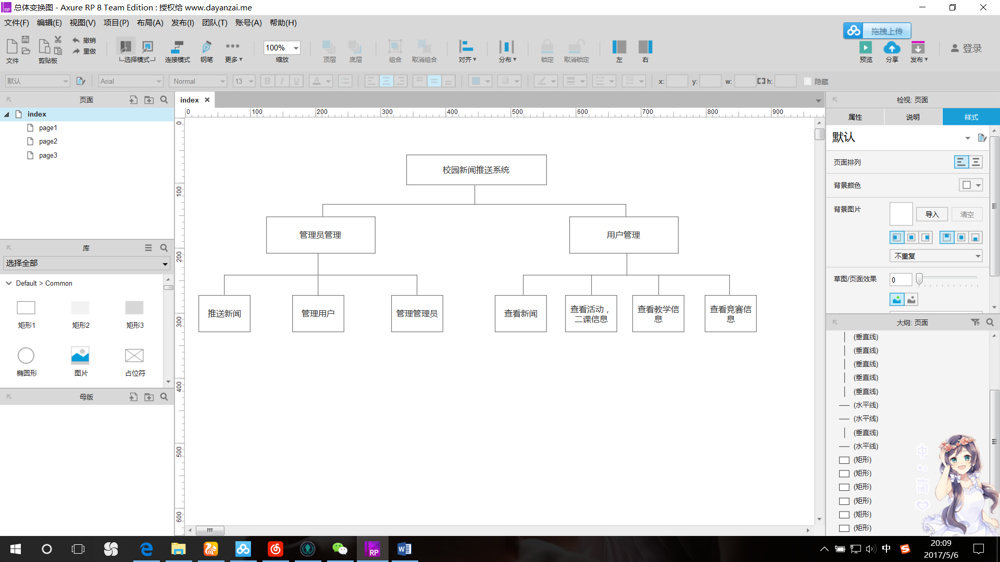 总体变换图 - Axure RP 8 Team Edition : 授权给 www.dayanzai.me
文件(F) 编辑(E) 视图(V) 项目(P) 布局(A) 发布(I) 团队(T) 账号(A) 帮助(H)
拖拽上传
撤销
重做
文件 剪贴板 选择模式 连接模式 钢笔 更多 100% 缩放 顶层 底层 组合 取消组合 对齐 分布 锁定 取消锁定 左 右 预览 分享 发布 登录
默认 Arial Normal 13 B I U A x: y: w: h: 隐藏
页面
index
page1
page2
page3
库
选择全部
Default > Common
矩形1 矩形2 矩形3
椭圆形 图片 占位符
母版
index
0 100 200 300 400 500 600 700 800 900
0
100
200
300
400
500
600
校园新闻推送系统
管理员管理 用户管理
推送新闻 管理用户 管理管理员 查看新闻
查看活动，
二课信息
查看教学信
息
查看竞赛信
息
检视: 页面
属性 说明 样式
默认
页面排列
背景颜色
背景图片 导入 清空
不重复
草图/页面效果 0
大纲: 页面
(垂直线)
(垂直线)
(垂直线)
(垂直线)
(垂直线)
(水平线)
(水平线)
(垂直线)
(水平线)
(矩形)
(矩形)
(矩形)
(矩形)
(矩形)
(矩形)
中
简
RP
中
20:09
2017/5/6